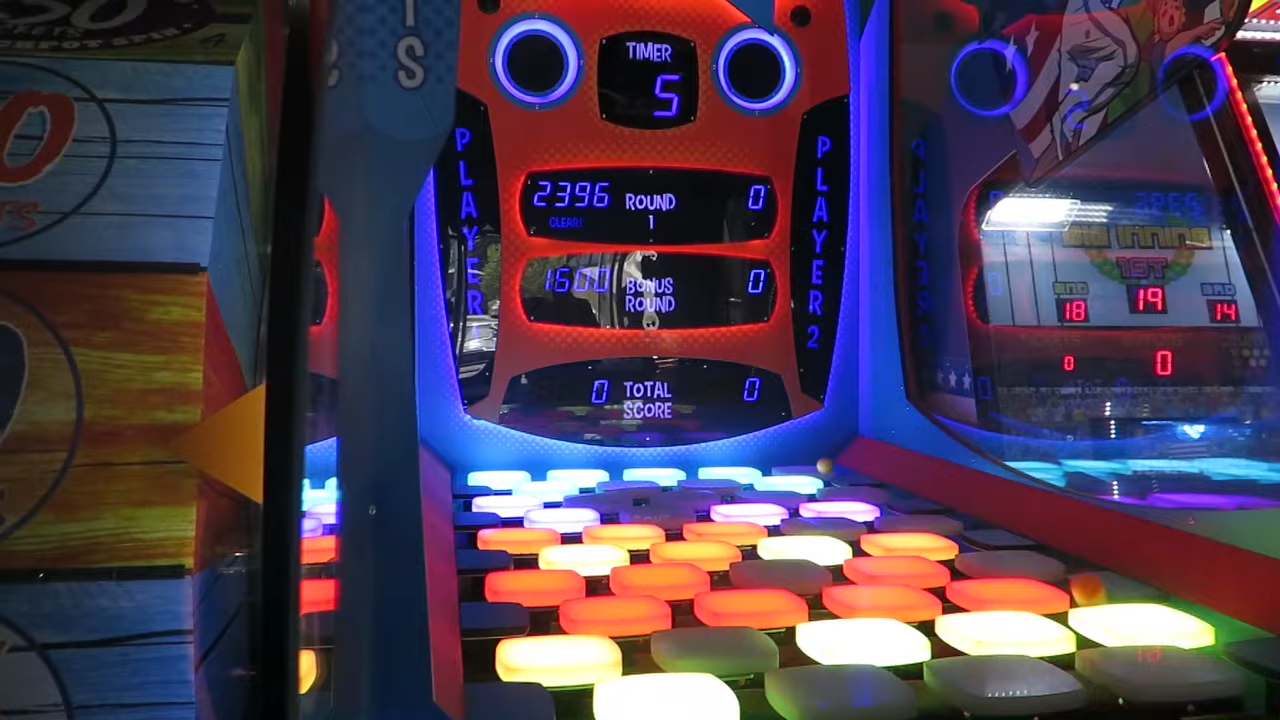 TIMER
5
PLAYER
PLAYER 2
2396 ROUND 0
CLEAR! 1
1600 BONUS 0
ROUND
0 TOTAL 0
SCORE
S
BIG INNING
1ST
2ND 19 3RD
18 14
0 0